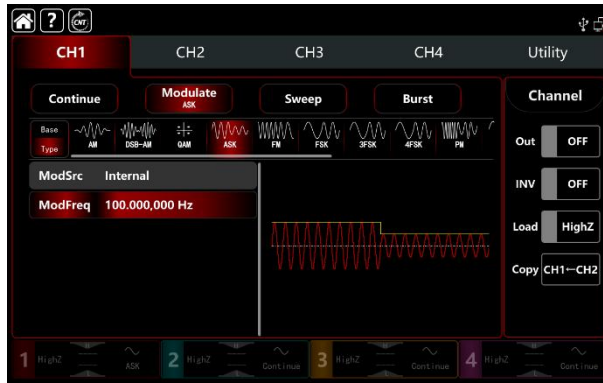 ? CNT
CH1 CH2 CH3 CH4 Utility
Continue Modulate Sweep Burst Channel
ASK
Base
Type AM DSB-AM QAM ASK FM FSK 3FSK 4FSK PM
Out OFF
ModSrc Internal
INV OFF
ModFreq 100.000,000 Hz
Load HighZ
Copy CH1←CH2
1 HighZ ASK 2 HighZ Continue 3 HighZ Continue 4 HighZ Continue